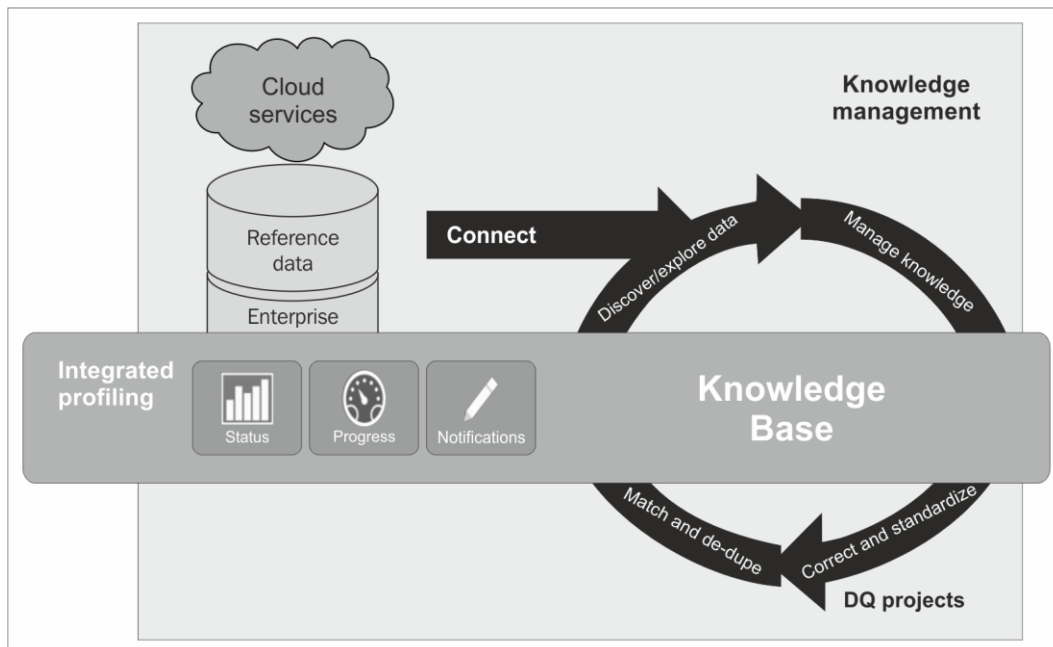 Cloud
services
Knowledge
management
Reference
data
Enterprise
Connect
Discover/explore data
Manage knowledge
Integrated
profiling
Status
Progress
Notifications
Knowledge
Base
Match and de-dupe
Correct and standardize
DQ projects